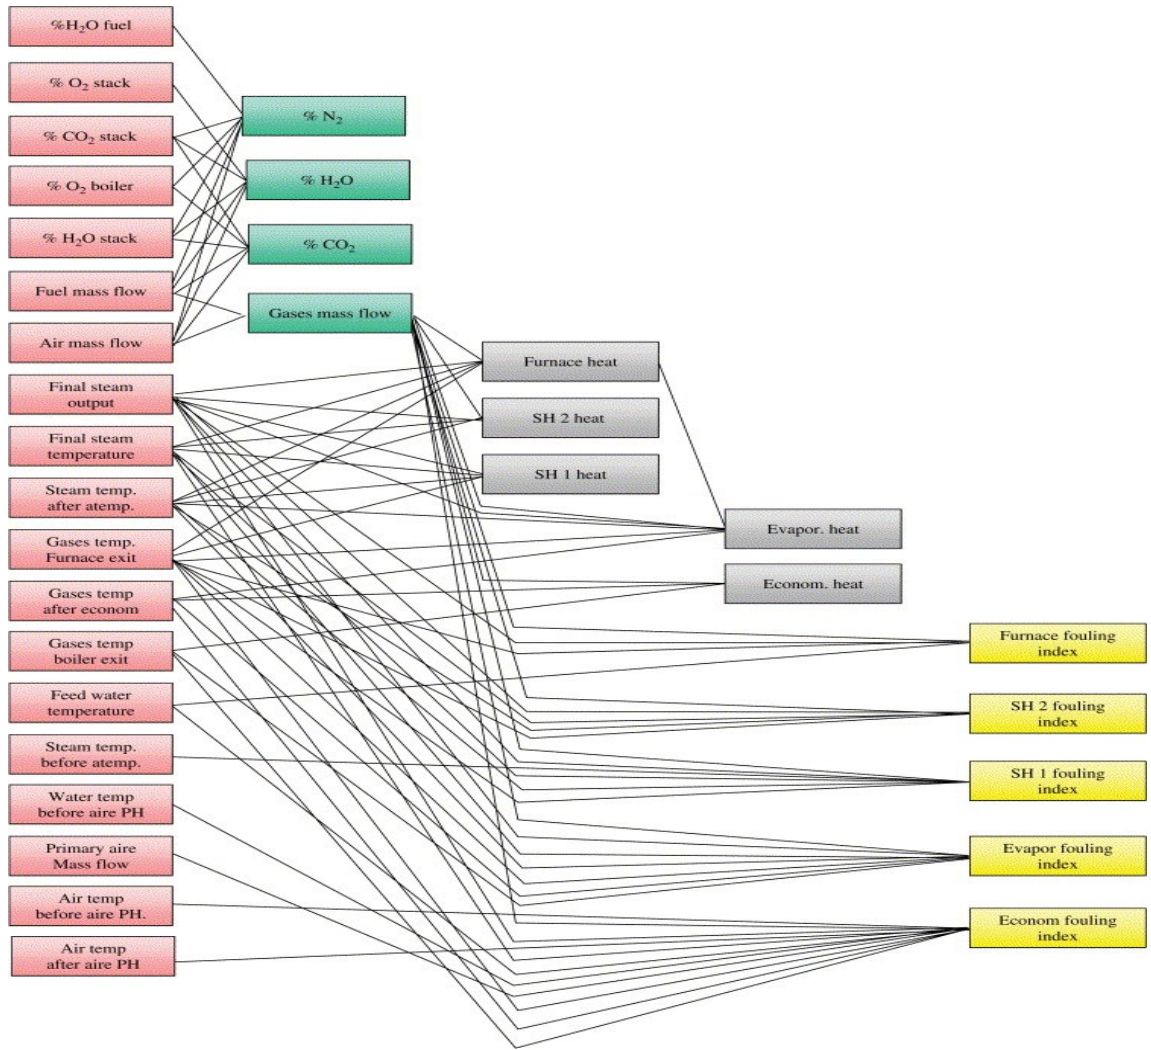 %H₂O fuel
% O₂ stack
% CO₂ stack
% O₂ boiler
% H₂O stack
Fuel mass flow
Air mass flow
Final steam
output
Final steam
temperature
Steam temp.
after atemp.
Gases temp.
Furnace exit
Gases temp
after econom
Gases temp
boiler exit
Feed water
temperature
Steam temp.
before atemp.
Water temp
before aire PH
Primary aire
Mass flow
Air temp
before aire PH.
Air temp
after aire PH
% N₂
% H₂O
% CO₂
Gases mass flow
Furnace heat
SH 2 heat
SH 1 heat
Evapor. heat
Econom. heat
Furnace fouling
index
SH 2 fouling
index
SH 1 fouling
index
Evapor fouling
index
Econom fouling
index